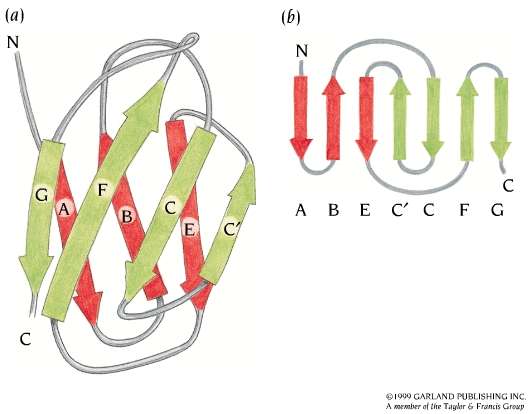 (a)
N
G
A
F
B
C
E
C′
C
(b)
N
C
A B E C′ C F G
©1999 GARLAND PUBLISHING INC.
A member of the Taylor & Francis Group